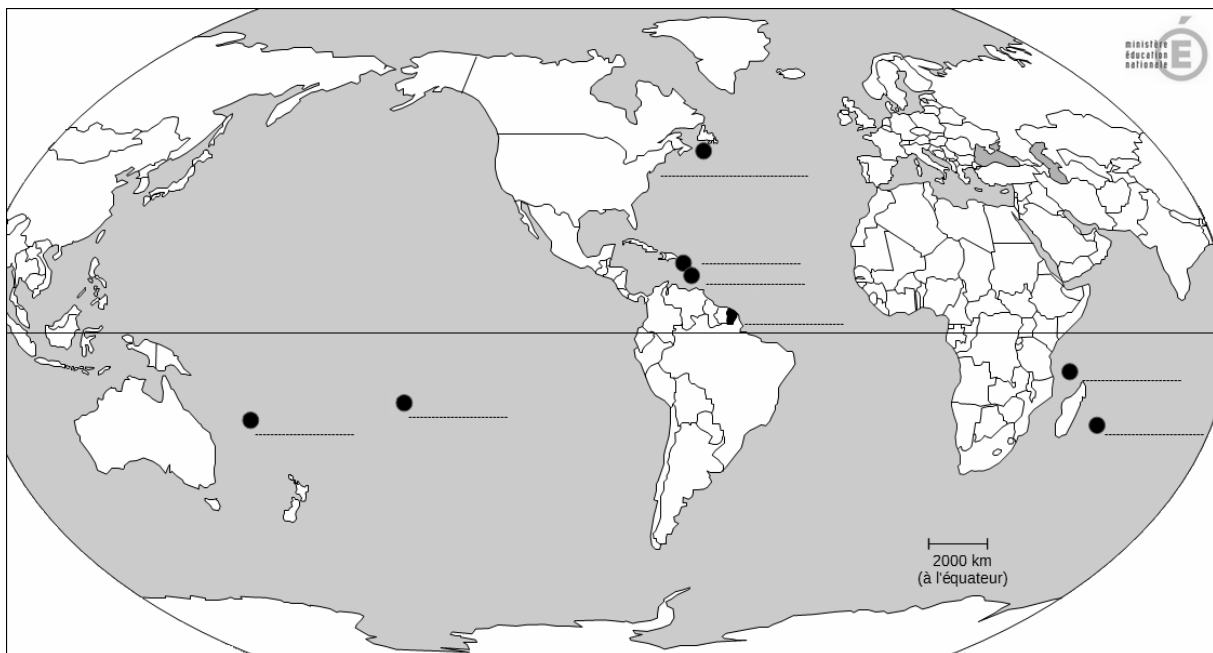 ministère
éducation
nationale
É
2000 km
(à l'équateur)